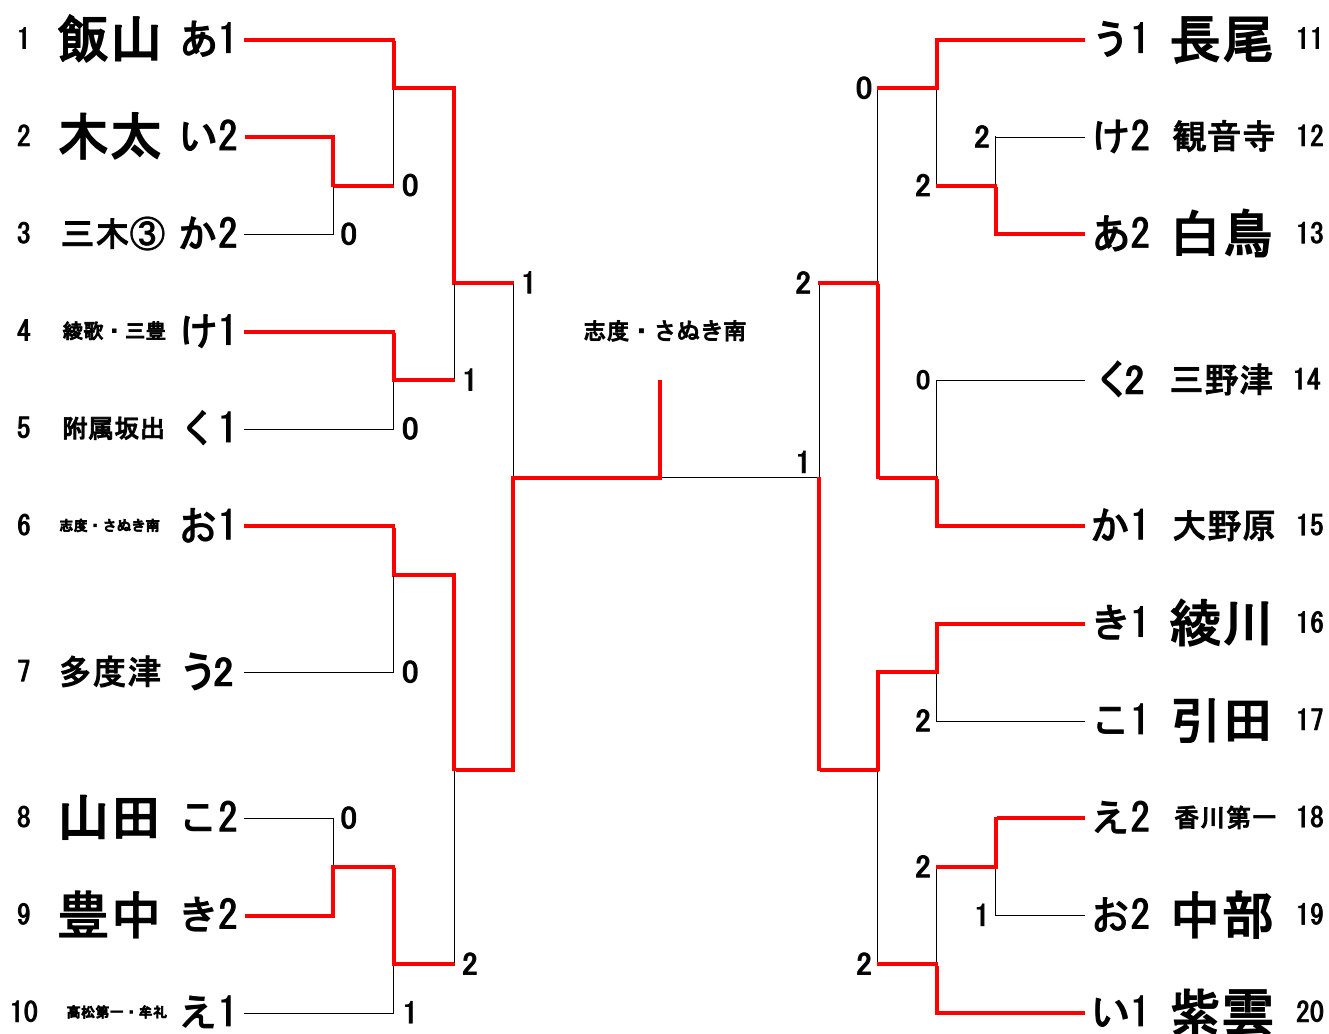 1 飯山 あ1
2 木太 い2
0
3 三木③ か2
0
1
4 綾歌・三豊 け1
1
5 附属坂出 く1
0
6 志度・さぬき南 お1
7 多度津 う2
0
8 山田 こ2
0
9 豊中 き2
2
10 高松第一・牟礼 え1
1
志度・さぬき南
う1 長尾 11
0
け2 観音寺 12
2
2
あ2 白鳥 13
2
く2 三野津 14
0
1
か1 大野原 15
き1 綾川 16
こ1 引田 17
2
え2 香川第一 18
2
お2 中部 19
1
2
い1 紫雲 20